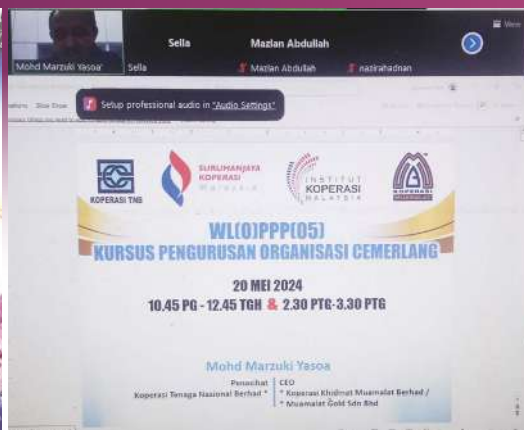 View
Sella
Mazlan Abdullah
Mohd Marzuki Yasoa'
Sella
Mazlan Abdullah
nazirahadnan
Slide Show
Setup professional audio in "Audio Settings"
KOPERASI TNB
SURUHANJAYA
KOPERASI
Malaysia
INSTITUT
KOPERASI
MALAYSIA
WL(O)PPP(05)
KURSUS PENGURUSAN ORGANISASI CEMERLANG
20 MEI 2024
10.45 PG - 12.45 TGH & 2.30 PTG-3.30 PTG
Mohd Marzuki Yasoa
Penasihat
Koperasi Tenaga Nasional Berhad *
CEO
* Koperasi Khidmat Muamalat Berhad /
* Muamalat Gold Sdn Bhd